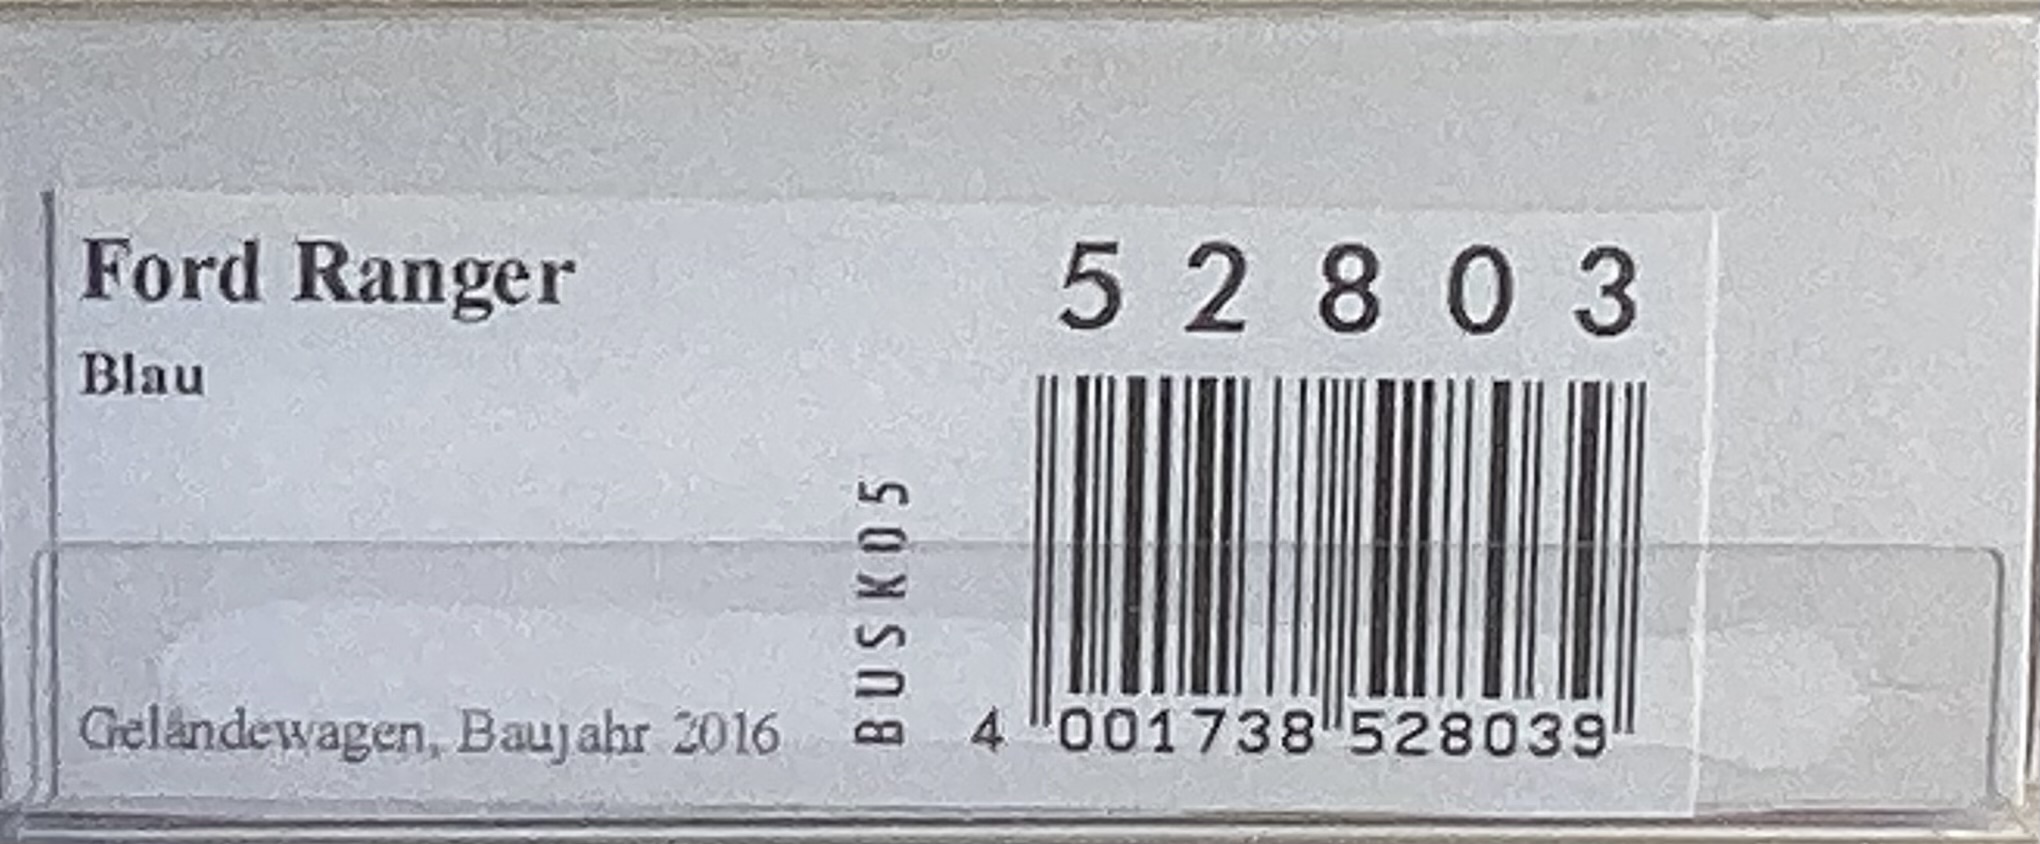 Ford Ranger
Blau
Geländewagen, Baujahr 2016
BUSK05
52803
4 001738 528039